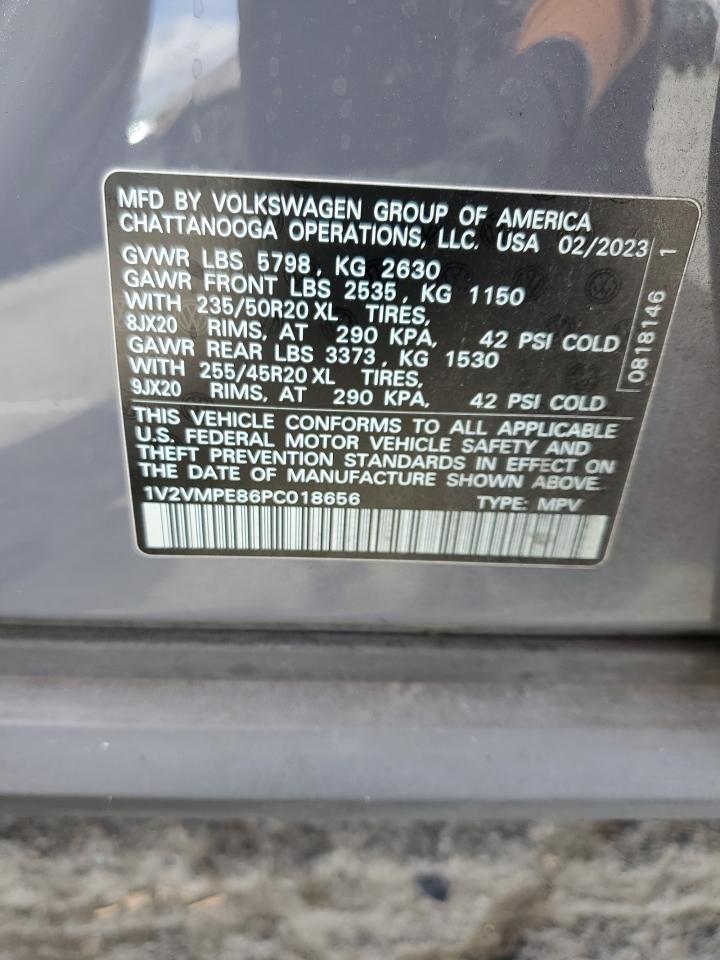 MFD BY VOLKSWAGEN GROUP OF AMERICA
CHATTANOOGA OPERATIONS, LLC. USA 02/2023
GVWR LBS 5798, KG 2630
GAWR FRONT LBS 2535, KG 1150
WITH 235/50R20 XL TIRES,
8JX20 RIMS, AT 290 KPA, 42 PSI COLD
GAWR REAR LBS 3373, KG 1530
WITH 255/45R20 XL TIRES,
9JX20 RIMS, AT 290 KPA, 42 PSI COLD
0818146 1
THIS VEHICLE CONFORMS TO ALL APPLICABLE
U.S. FEDERAL MOTOR VEHICLE SAFETY AND
THEFT PREVENTION STANDARDS IN EFFECT ON
THE DATE OF MANUFACTURE SHOWN ABOVE.
1V2VMPE86PC018656 TYPE: MPV